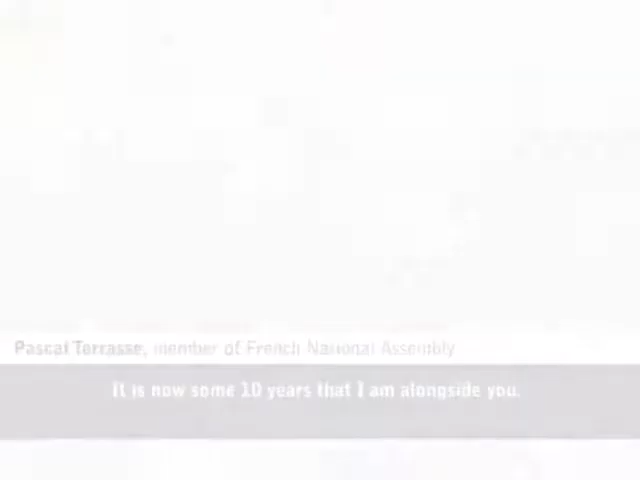 Pascal Terrasse, member of French National Assembly
It is now some 10 years that I am alongside you.